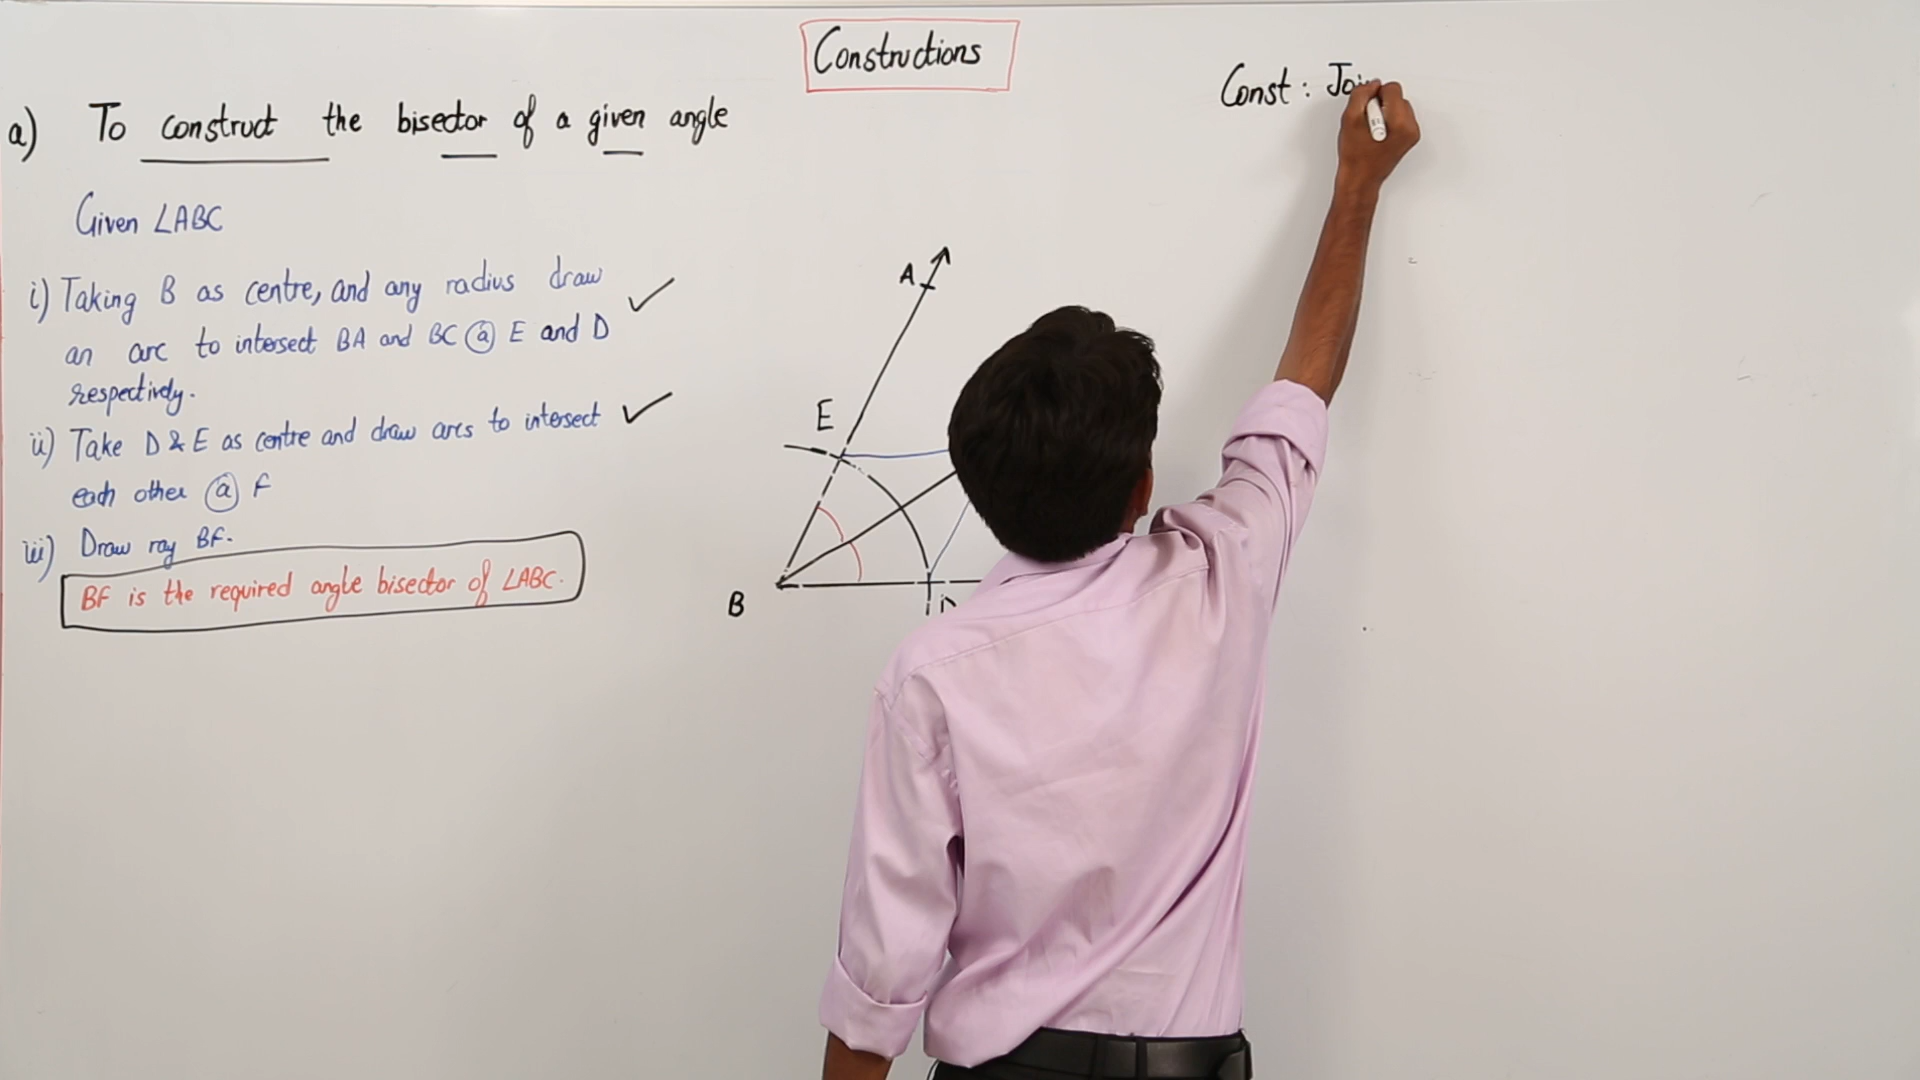 Constructions
a) To construct the bisector of a given angle
Given ∠ABC
i) Taking B as centre, and any radius draw
an arc to intersect BA and BC @ E and D
respectively.
ii) Take D & E as centre and draw arcs to intersect
each other @ F
iii) Draw ray BF.
BF is the required angle bisector of ∠ABC.
A
E
B
Const :